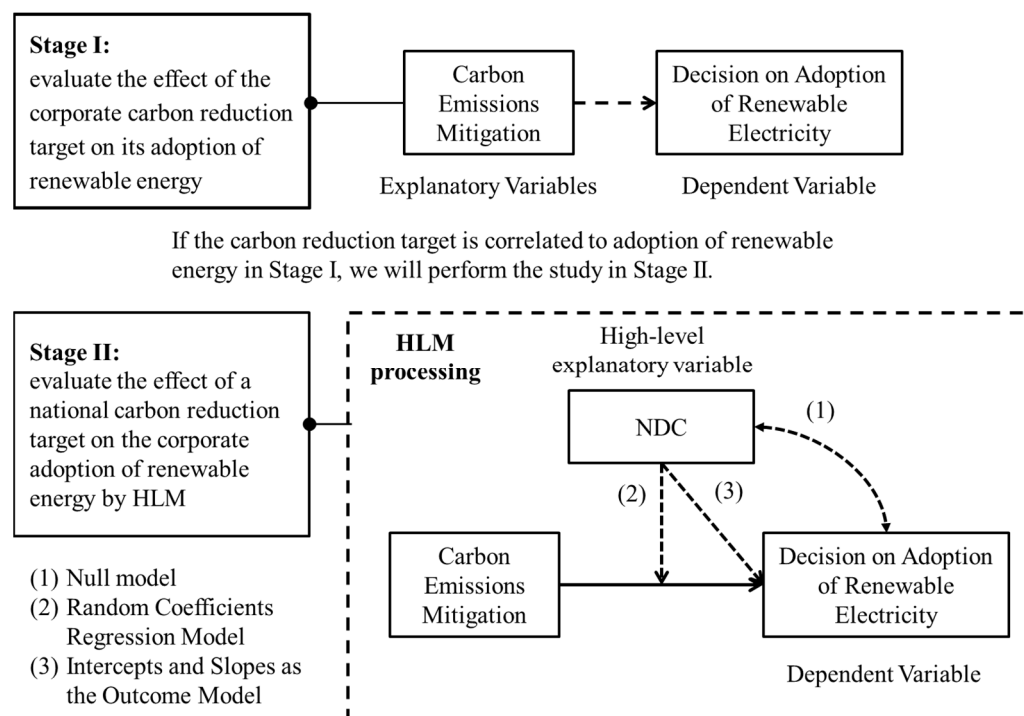 Stage I:
evaluate the effect of the
corporate carbon reduction
target on its adoption of
renewable energy
Carbon
Emissions
Mitigation
Explanatory Variables
Decision on Adoption
of Renewable
Electricity
Dependent Variable
If the carbon reduction target is correlated to adoption of renewable
energy in Stage I, we will perform the study in Stage II.
Stage II:
evaluate the effect of a
national carbon reduction
target on the corporate
adoption of renewable
energy by HLM
(1) Null model
(2) Random Coefficients
Regression Model
(3) Intercepts and Slopes as
the Outcome Model
HLM
processing
High-level
explanatory variable
NDC
(1)
(2)
(3)
Carbon
Emissions
Mitigation
Decision on Adoption
of Renewable
Electricity
Dependent Variable